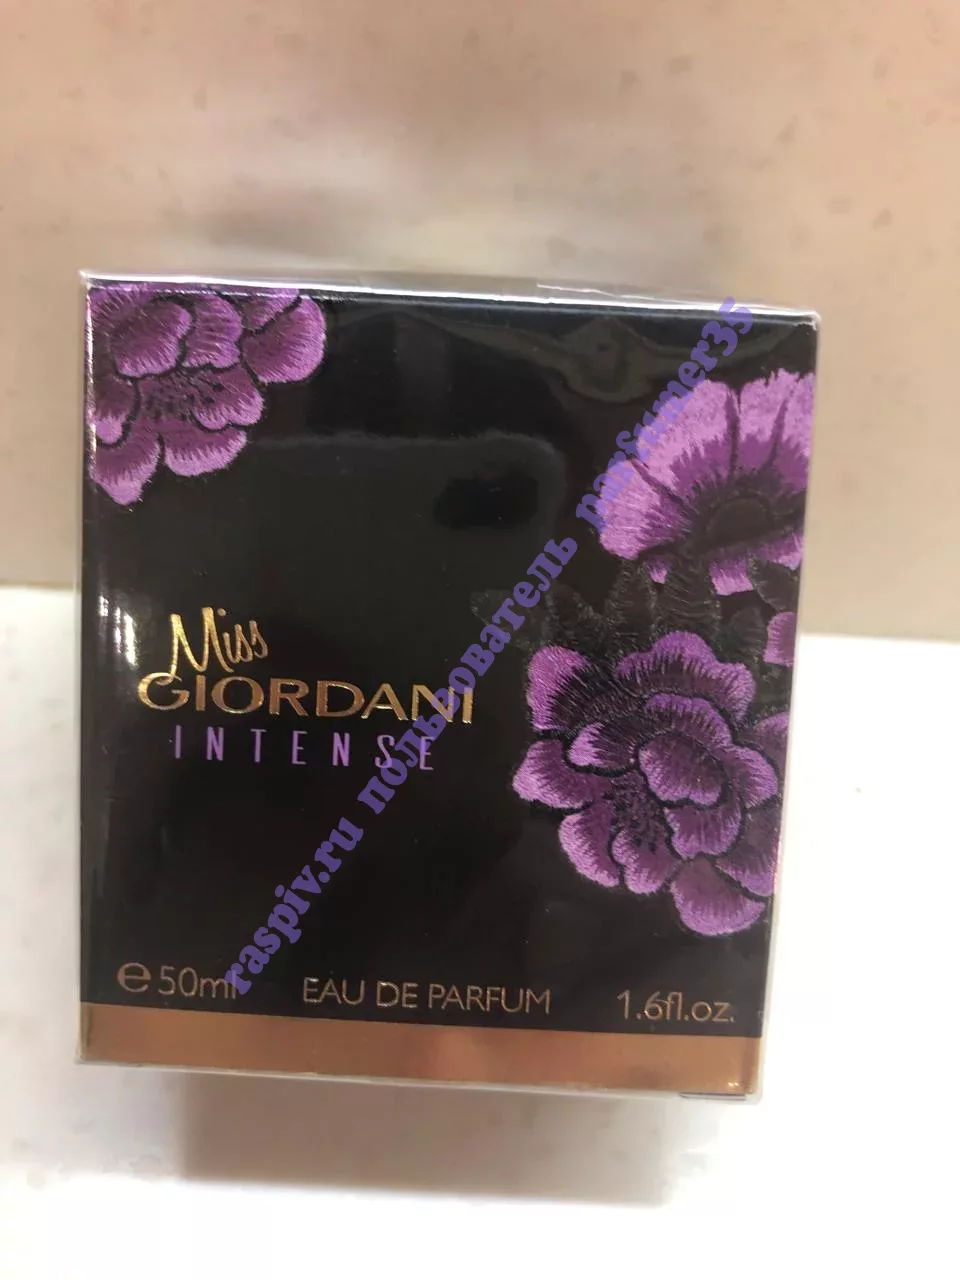 Miss
GIORDANI
INTENSE
e 50ml EAU DE PARFUM 1.6fl.oz.
raspiv.ru пользователь parfumer35